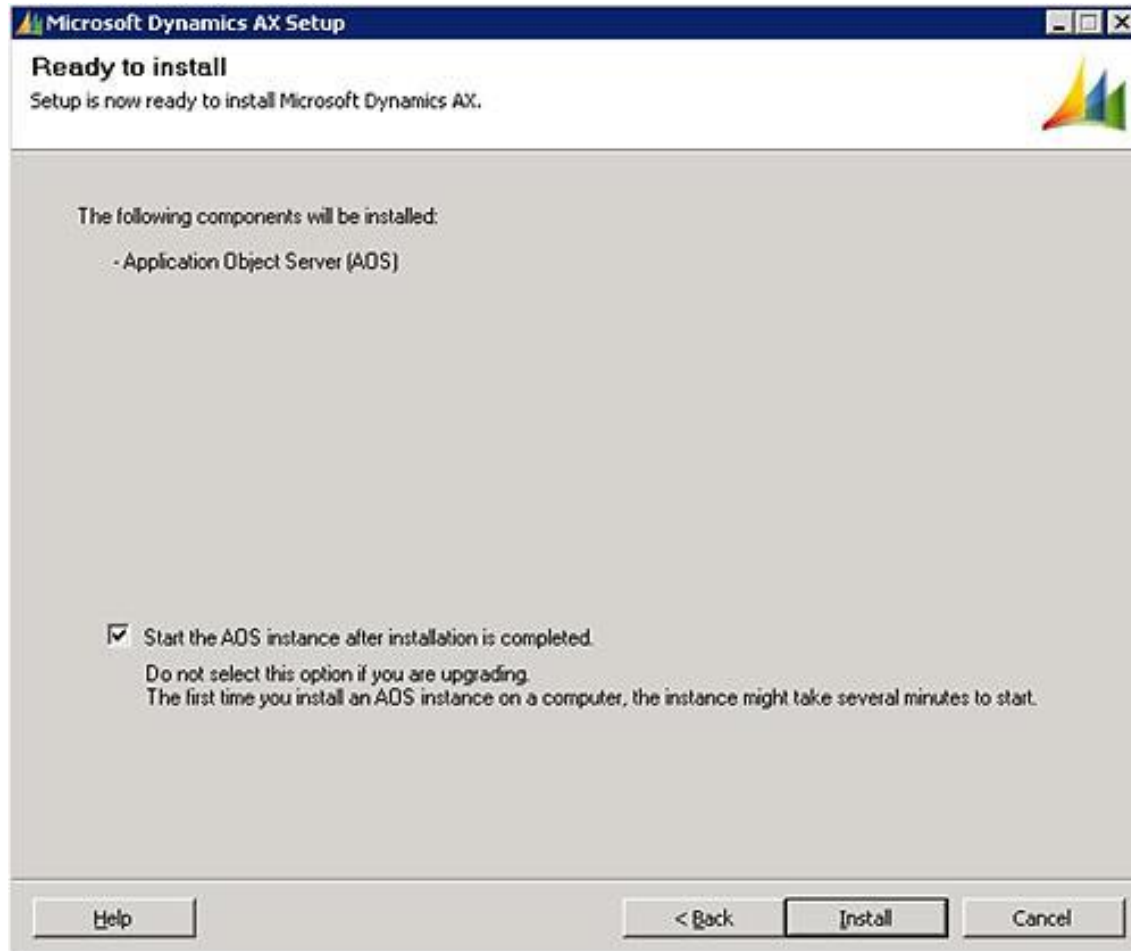 Microsoft Dynamics AX Setup
Ready to install
Setup is now ready to install Microsoft Dynamics AX.
The following components will be installed:
- Application Object Server (AOS)
Start the AOS instance after installation is completed.
Do not select this option if you are upgrading.
The first time you install an AOS instance on a computer, the instance might take several minutes to start.
Help
< Back
Install
Cancel